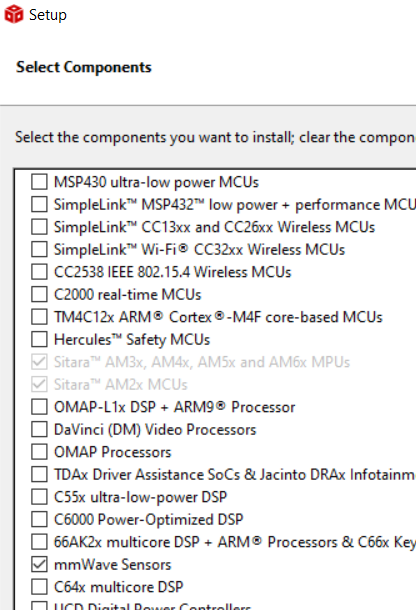 Setup
Select Components
Select the components you want to install; clear the compon
MSP430 ultra-low power MCUs
SimpleLink™ MSP432™ low power + performance MCU
SimpleLink™ CC13xx and CC26xx Wireless MCUs
SimpleLink™ Wi-Fi® CC32xx Wireless MCUs
CC2538 IEEE 802.15.4 Wireless MCUs
C2000 real-time MCUs
TM4C12x ARM® Cortex®-M4F core-based MCUs
Hercules™ Safety MCUs
Sitara™ AM3x, AM4x, AM5x and AM6x MPUs
Sitara™ AM2x MCUs
OMAP-L1x DSP + ARM9® Processor
DaVinci (DM) Video Processors
OMAP Processors
TDAx Driver Assistance SoCs & Jacinto DRAx Infotainm
C55x ultra-low-power DSP
C6000 Power-Optimized DSP
66AK2x multicore DSP + ARM® Processors & C66x Key
mmWave Sensors
C64x multicore DSP
UCD Digital Power Controllers